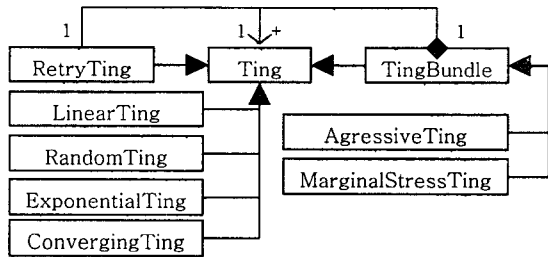 1 1 + 1
RetryTing Ting TingBundle
LinearTing
AgressiveTing
RandomTing
MarginalStressTing
ExponentialTing
ConvergingTing